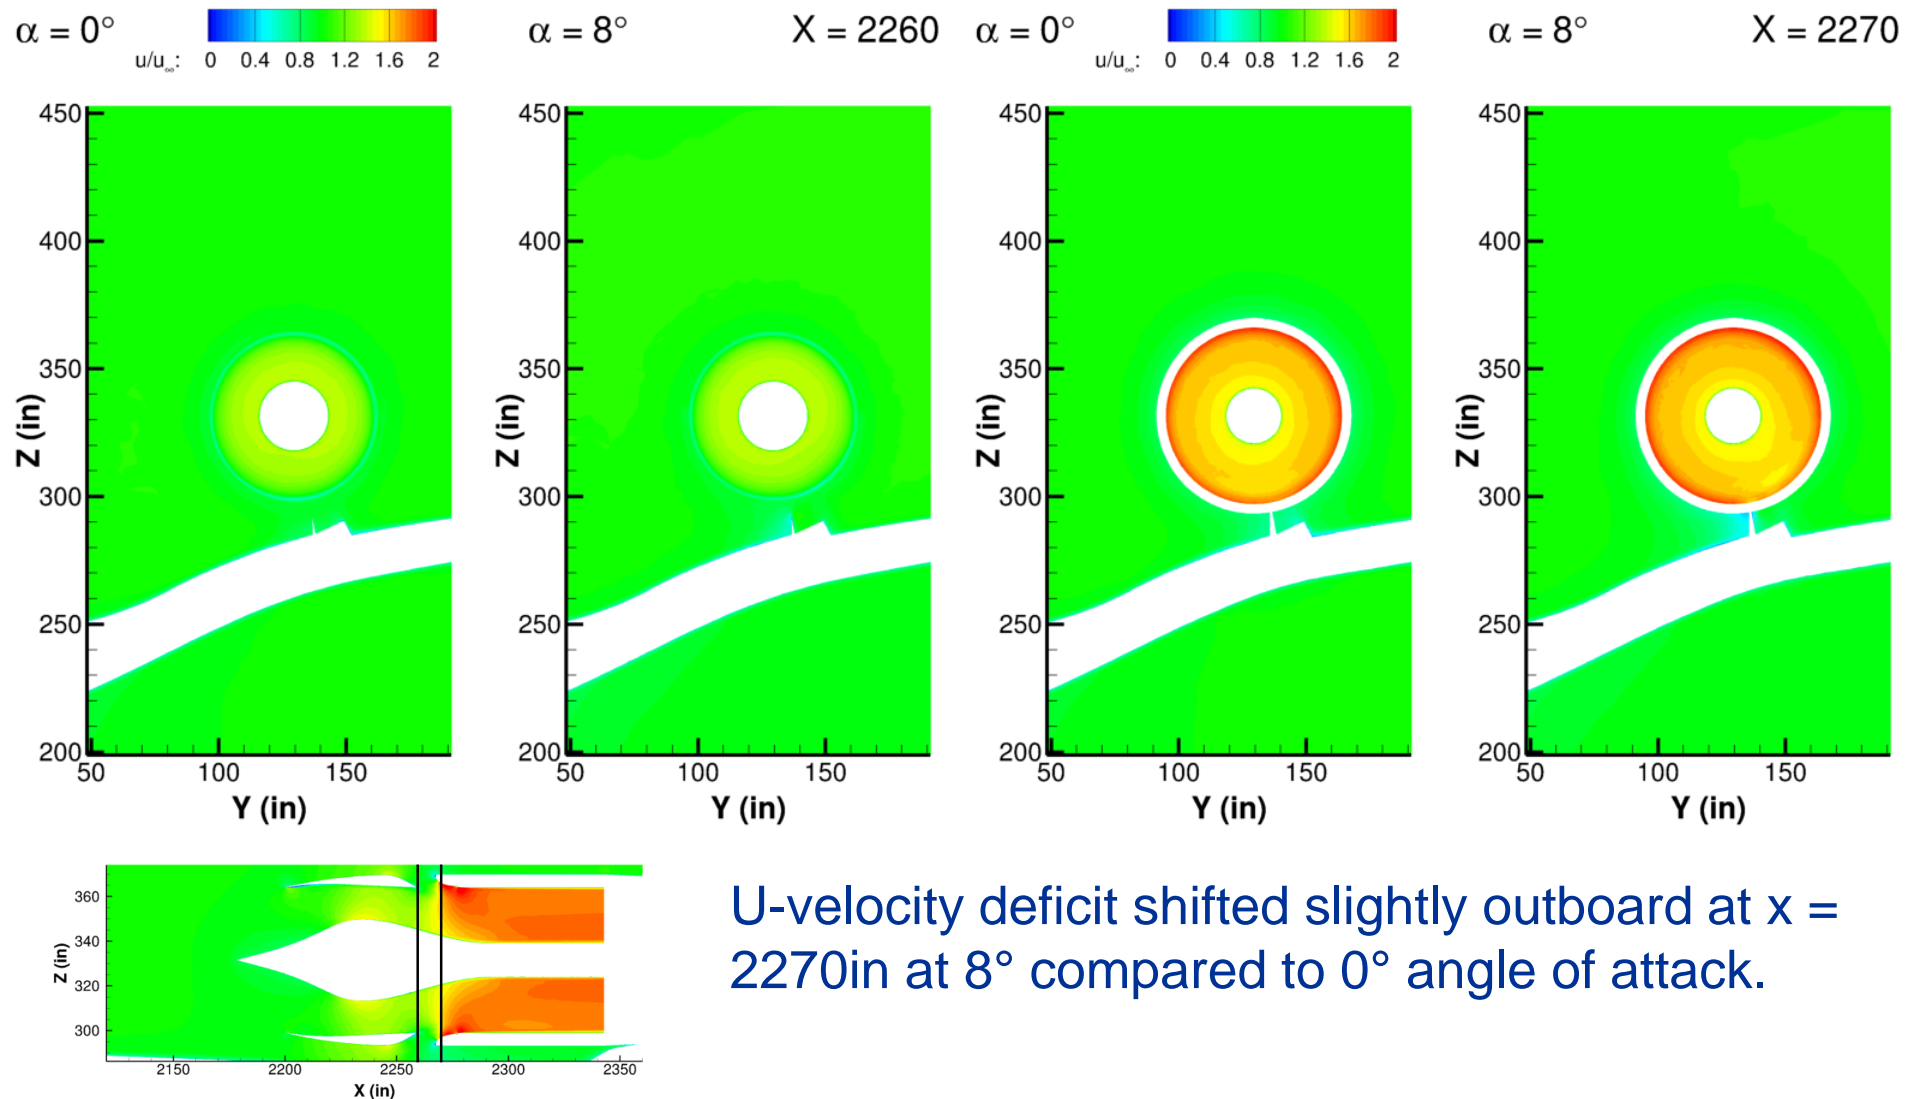 α = 0°
u/u∞: 0 0.4 0.8 1.2 1.6 2
α = 8°
X = 2260
α = 0°
u/u∞: 0 0.4 0.8 1.2 1.6 2
α = 8°
X = 2270
450
400
350
300
250
200
Z (in)
50 100 150
Y (in)
450
400
350
300
250
200
Z (in)
50 100 150
Y (in)
450
400
350
300
250
200
Z (in)
50 100 150
Y (in)
450
400
350
300
250
200
Z (in)
50 100 150
Y (in)
360
340
320
300
Z (in)
2150 2200 2250 2300 2350
X (in)
U-velocity deficit shifted slightly outboard at x =
2270in at 8° compared to 0° angle of attack.